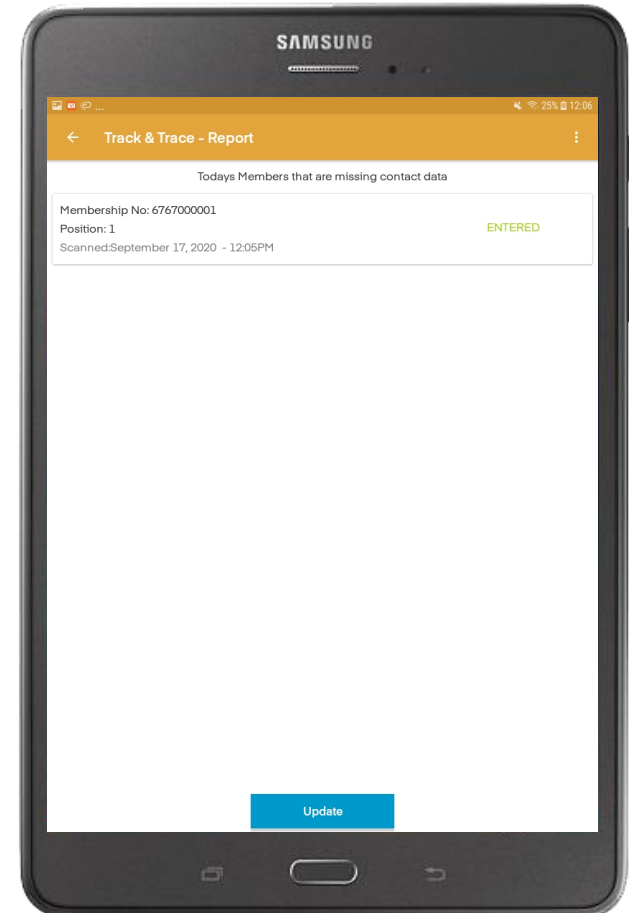 SAMSUNG
... 25% 12:06
Track & Trace - Report
Todays Members that are missing contact data
Membership No: 6767000001
Position: 1
ENTERED
Scanned:September 17, 2020 - 12:05PM
Update